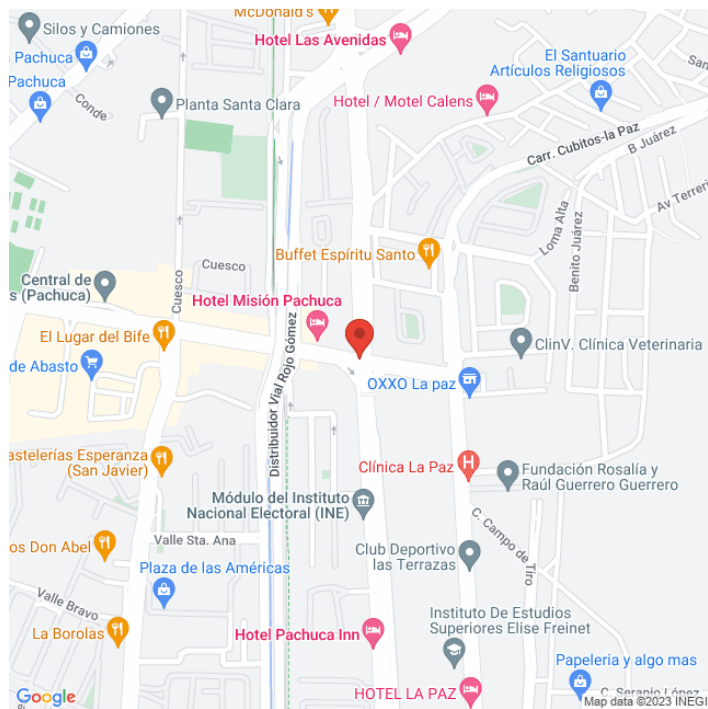 McDonald's
Silos y Camiones
Hotel Las Avenidas
Pachuca
Pachuca
El Santuario
Artículos Religiosos
San
Conde
Planta Santa Clara
Hotel / Motel Calens
Carr. Cubitos-la Paz
B Juárez
Av Terreri
Loma Alta
Benito Juárez
Buffet Espíritu Santo
Cuesco
Cuesco
Central de
s (Pachuca)
Hotel Misión Pachuca
El Lugar del Bife
Distribuidor Vial Rojo Gómez
ClinV. Clínica Veterinaria
de Abasto
OXXO La paz
astelerías Esperanza
(San Javier)
Clínica La Paz
Fundación Rosalía y
Raúl Guerrero Guerrero
Módulo del Instituto
Nacional Electoral (INE)
C. Campo de Tiro
Valle Sta. Ana
os Don Abel
Club Deportivo
las Terrazas
Plaza de las Américas
Valle Bravo
La Borolas
Hotel Pachuca Inn
Instituto De Estudios
Superiores Elise Freinet
Papeleria y algo mas
HOTEL LA PAZ
C. Serapio López
Google
Map data ©2023 INEGI